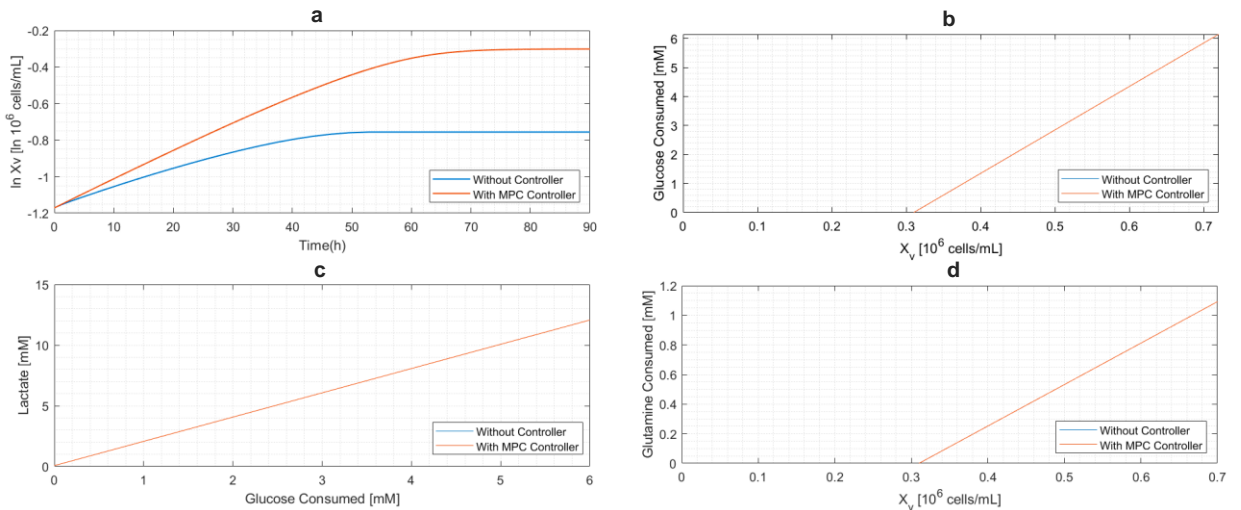 a
ln Xv [ln 10^6 cells/mL]
-0.2
-0.4
-0.6
-0.8
-1
-1.2
0 10 20 30 40 50 60 70 80 90
Time(h)
Without Controller
With MPC Controller
b
Glucose Consumed [mM]
6
5
4
3
2
1
0
0 0.1 0.2 0.3 0.4 0.5 0.6 0.7
X_v [10^6 cells/mL]
Without Controller
With MPC Controller
c
Lactate [mM]
15
10
5
0
0 1 2 3 4 5 6
Glucose Consumed [mM]
Without Controller
With MPC Controller
d
Glutamine Consumed [mM]
1.2
1
0.8
0.6
0.4
0.2
0
0 0.1 0.2 0.3 0.4 0.5 0.6 0.7
X_v [10^6 cells/mL]
Without Controller
With MPC Controller